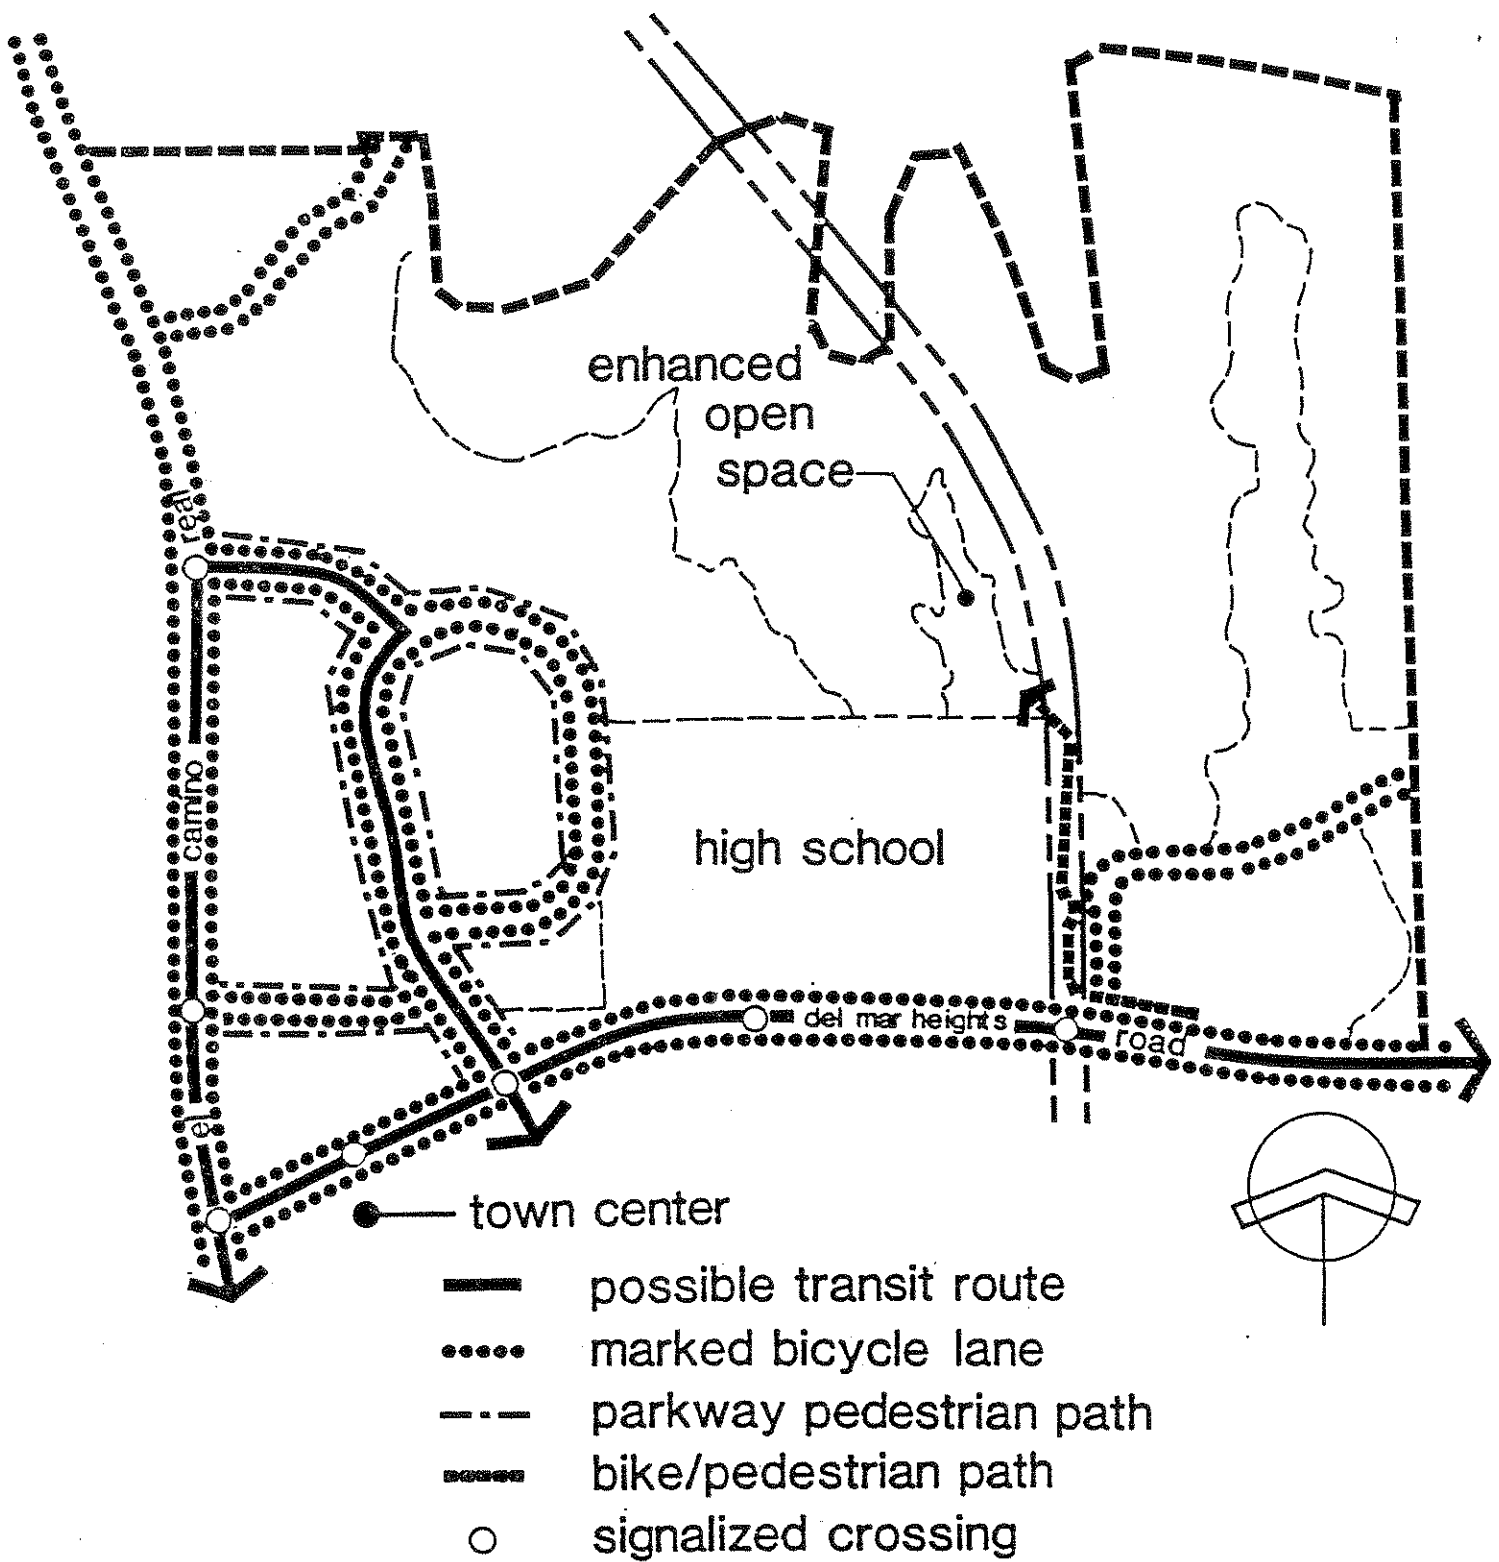 enhanced
open
space
real
camino
el
high school
del mar heights
road
town center
possible transit route
marked bicycle lane
parkway pedestrian path
bike/pedestrian path
signalized crossing